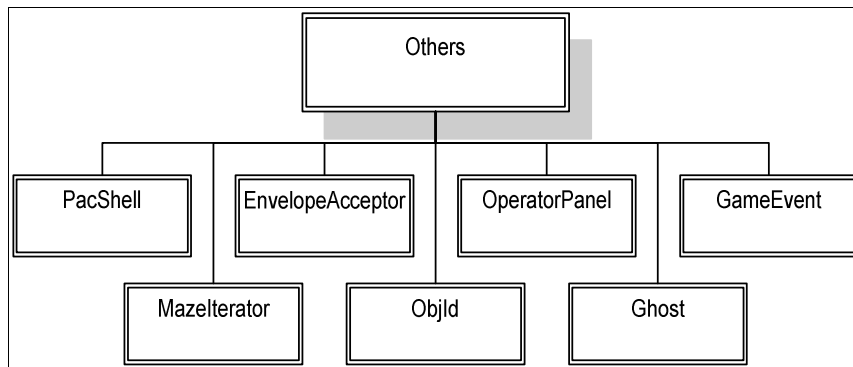 Others
PacShell
EnvelopeAcceptor
OperatorPanel
GameEvent
MazeIterator
ObjId
Ghost